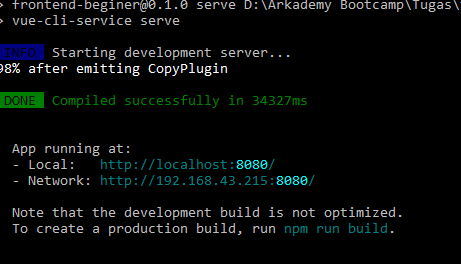 > frontend-beginer@0.1.0 serve D:\Arkademy Bootcamp\Tugas\
> vue-cli-service serve
INFO Starting development server...
98% after emitting CopyPlugin
DONE Compiled successfully in 34327ms
App running at:
- Local: http://localhost:8080/
- Network: http://192.168.43.215:8080/
Note that the development build is not optimized.
To create a production build, run npm run build.